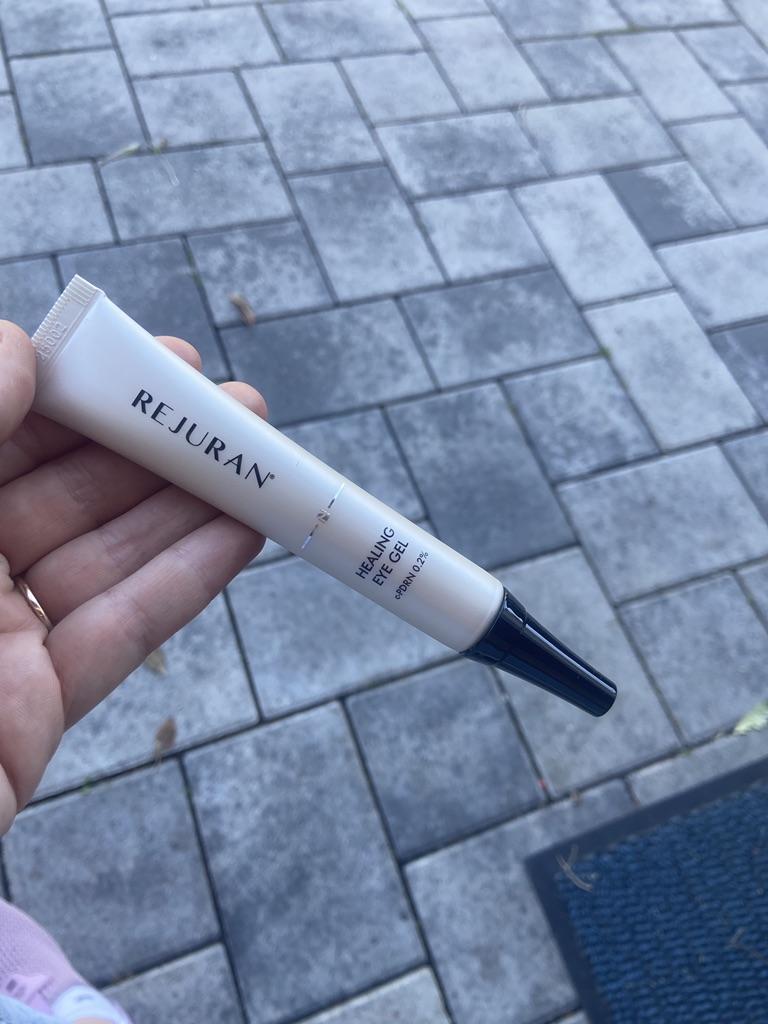 REJURAN®
HEALING
EYE GEL
c-PDRN 0.2%